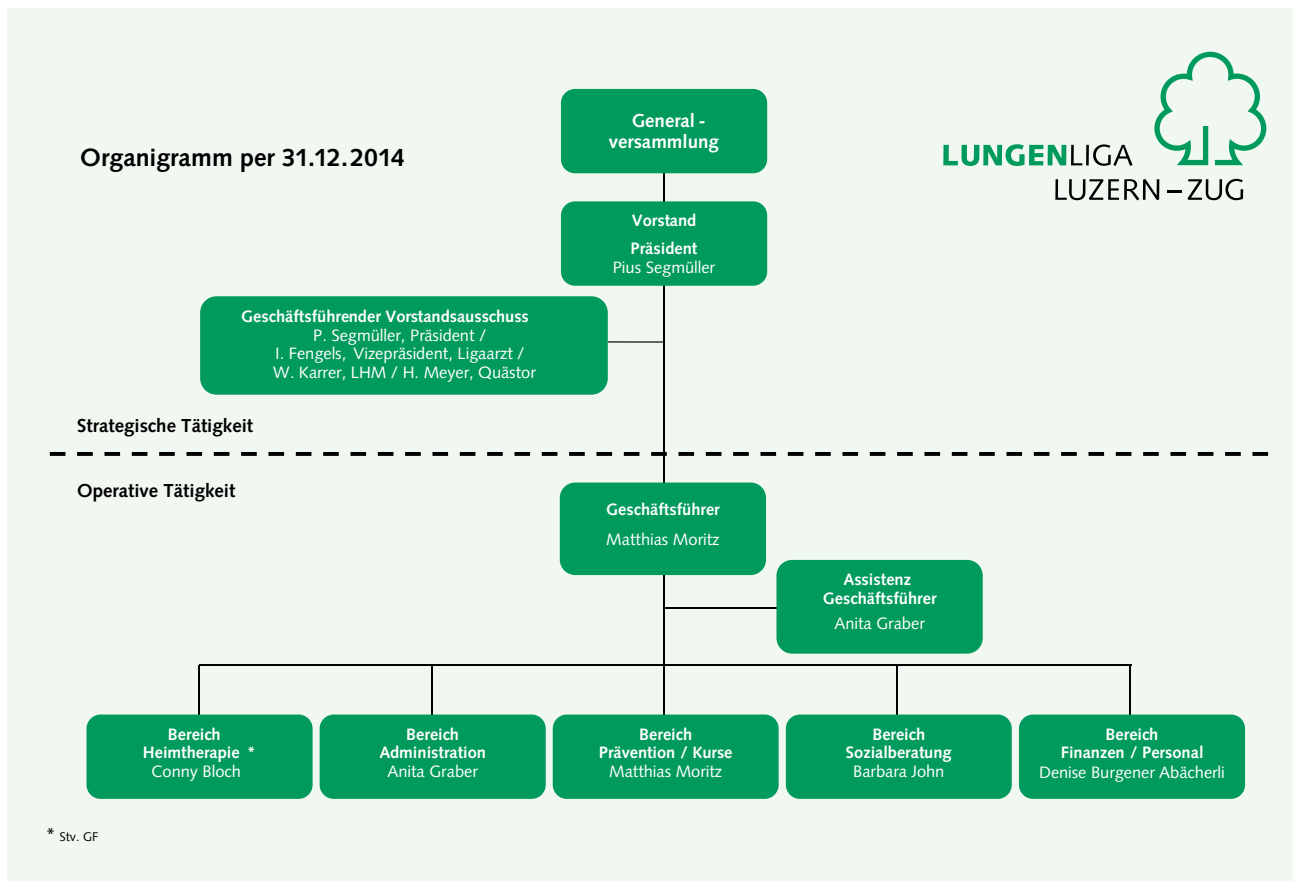 Organigramm per 31.12.2014
LUNGENLIGA
LUZERN – ZUG
General -
versammlung
Vorstand
Präsident
Pius Segmüller
Geschäftsführender Vorstandsausschuss
P. Segmüller, Präsident /
I. Fengels, Vizepräsident, Ligaarzt /
W. Karrer, LHM / H. Meyer, Quästor
Strategische Tätigkeit
Operative Tätigkeit
Geschäftsführer
Matthias Moritz
Assistenz
Geschäftsführer
Anita Graber
Bereich
Heimtherapie *
Conny Bloch
Bereich
Administration
Anita Graber
Bereich
Prävention / Kurse
Matthias Moritz
Bereich
Sozialberatung
Barbara John
Bereich
Finanzen / Personal
Denise Burgener Abächerli
* Stv. GF